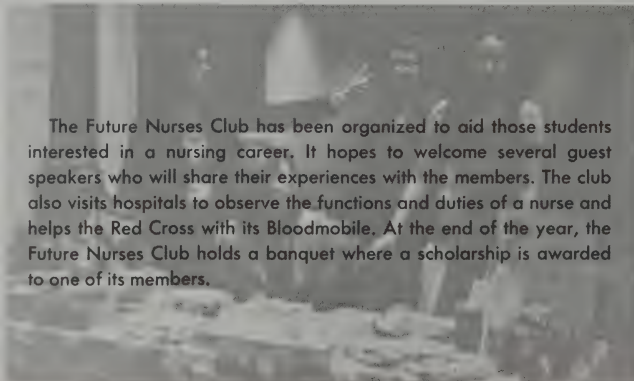 The Future Nurses Club has been organized to aid those students
interested in a nursing career. It hopes to welcome several guest
speakers who will share their experiences with the members. The club
also visits hospitals to observe the functions and duties of a nurse and
helps the Red Cross with its Bloodmobile. At the end of the year, the
Future Nurses Club holds a banquet where a scholarship is awarded
to one of its members.